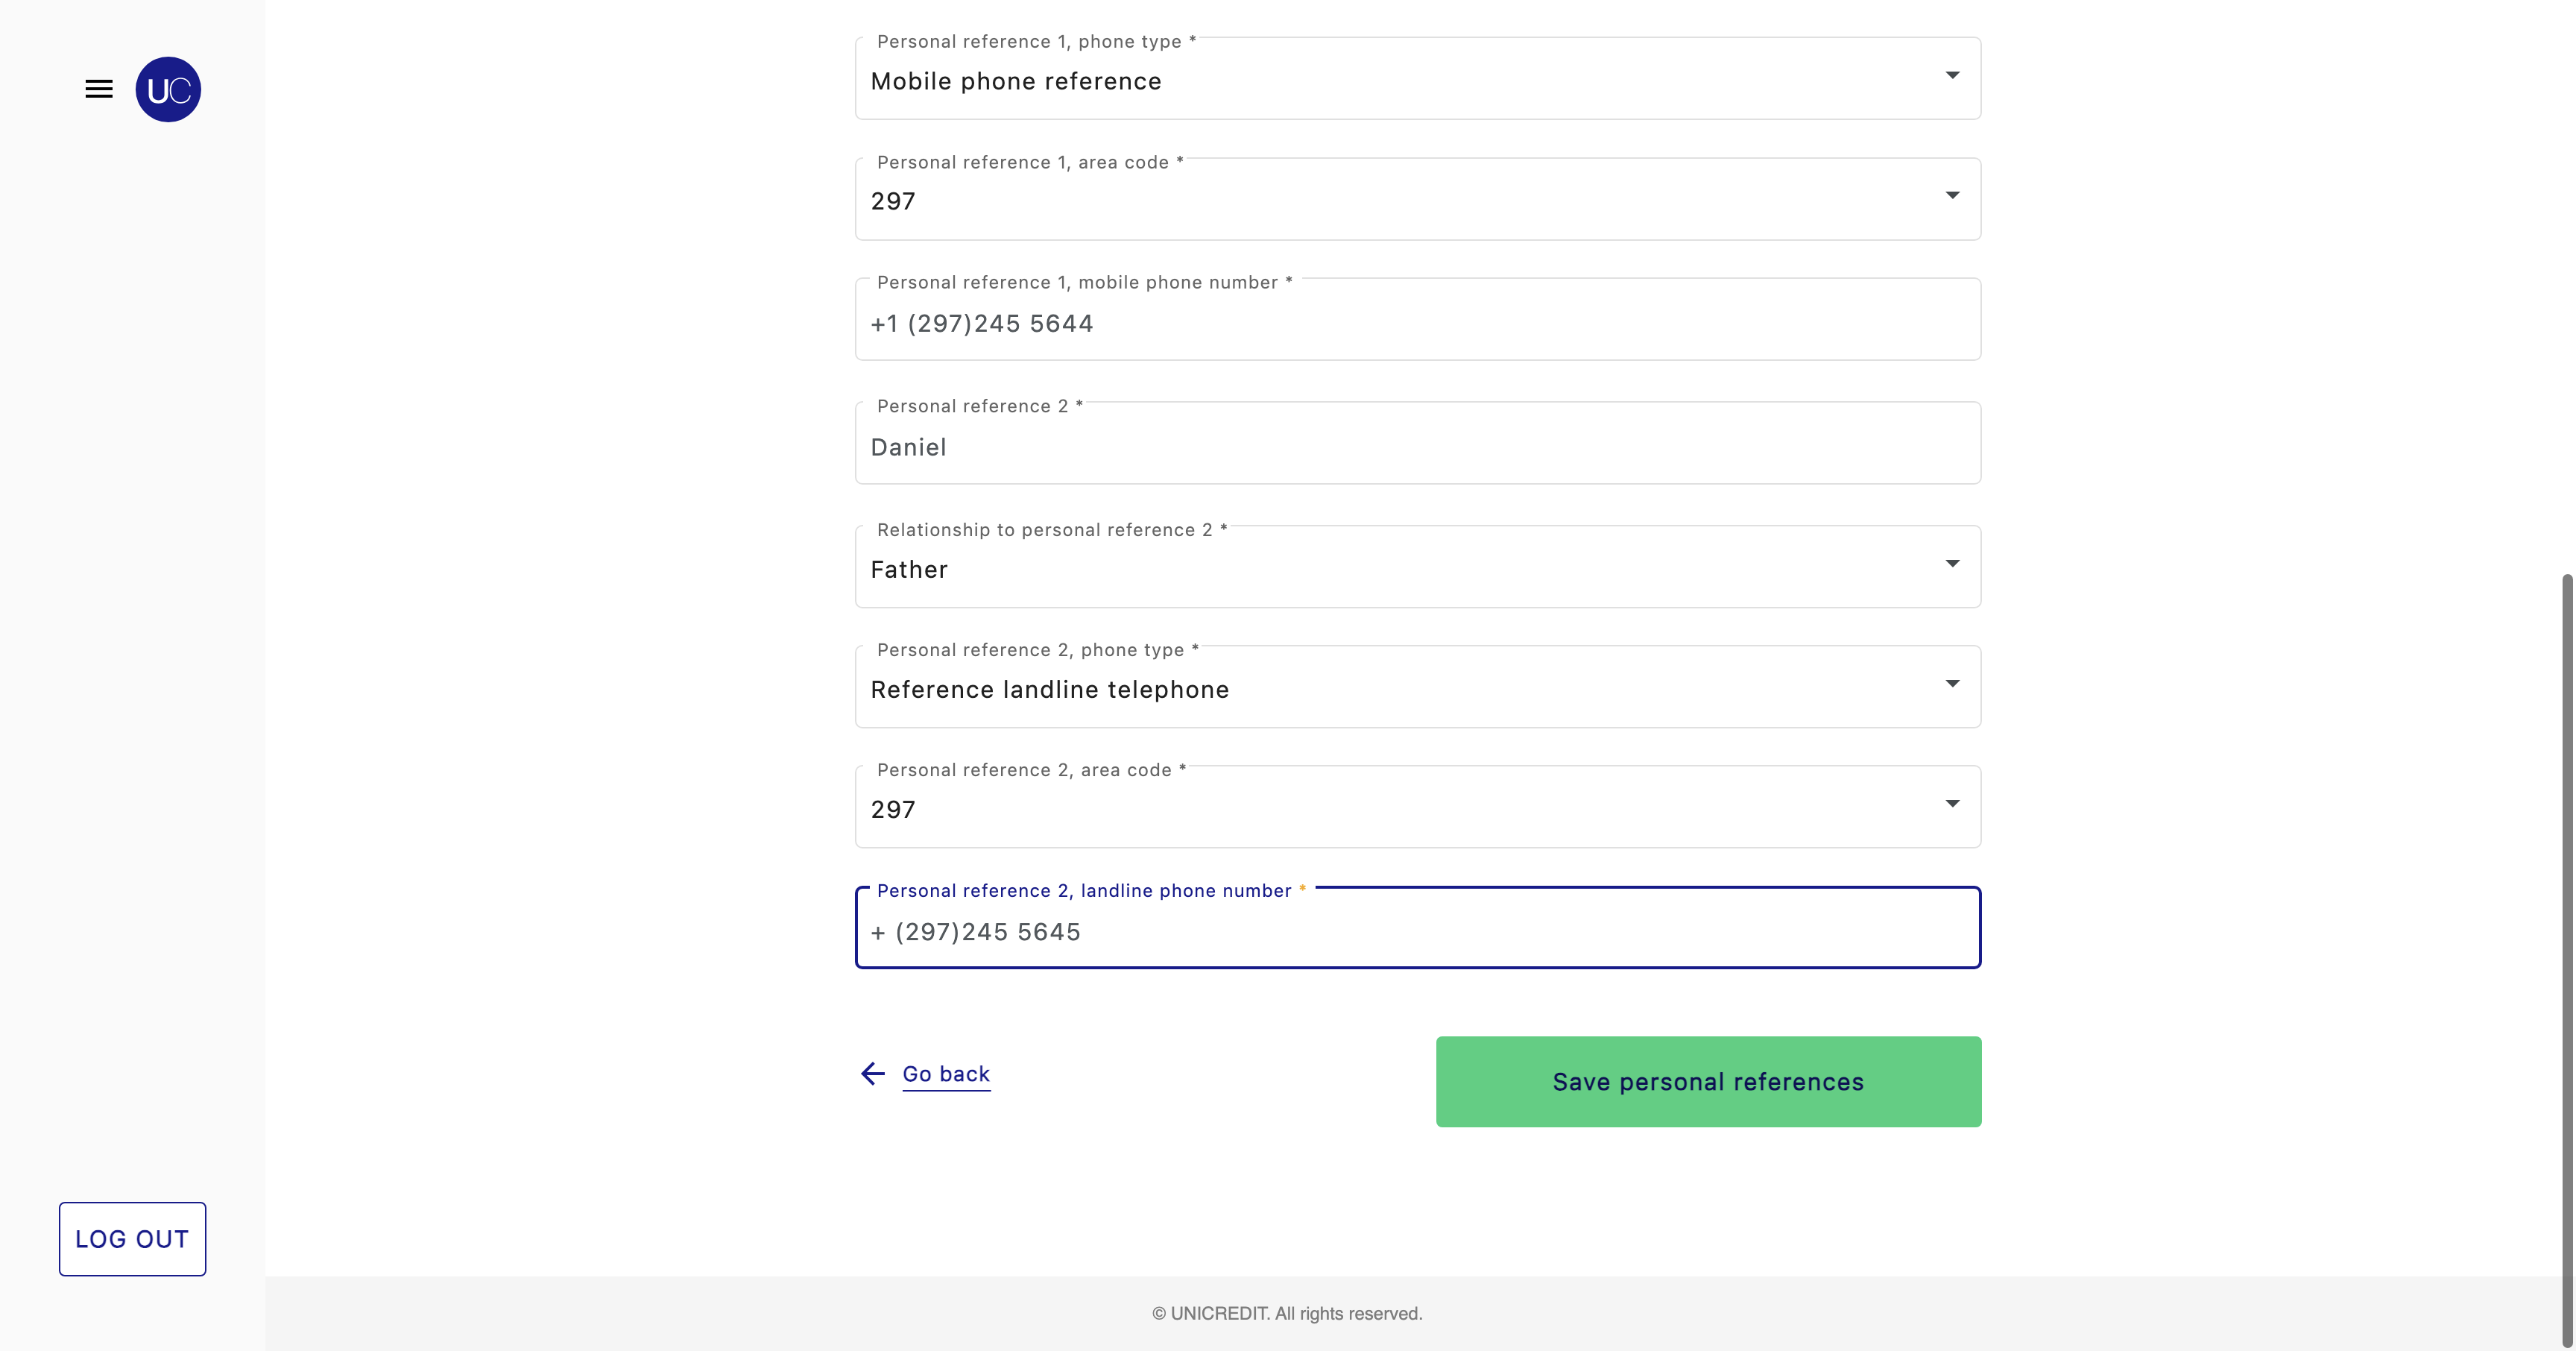 UC
Personal reference 1, phone type *
Mobile phone reference
Personal reference 1, area code *
297
Personal reference 1, mobile phone number *
+1 (297)245 5644
Personal reference 2 *
Daniel
Relationship to personal reference 2 *
Father
Personal reference 2, phone type *
Reference landline telephone
Personal reference 2, area code *
297
Personal reference 2, landline phone number *
+ (297)245 5645
Go back
Save personal references
LOG OUT
© UNICREDIT. All rights reserved.